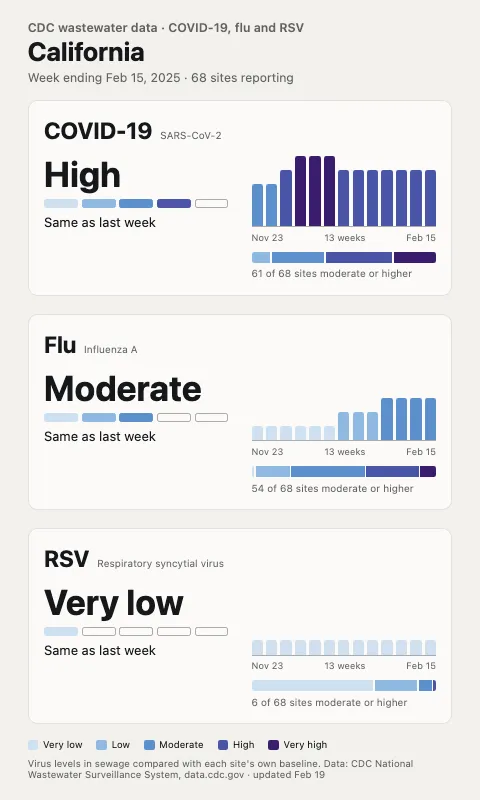 CDC wastewater data · COVID-19, flu and RSV
California
Week ending Feb 15, 2025 · 68 sites reporting
COVID-19 SARS-CoV-2
High
Same as last week
Nov 23 13 weeks Feb 15
61 of 68 sites moderate or higher
Flu Influenza A
Moderate
Same as last week
Nov 23 13 weeks Feb 15
54 of 68 sites moderate or higher
RSV Respiratory syncytial virus
Very low
Same as last week
Nov 23 13 weeks Feb 15
6 of 68 sites moderate or higher
Very low Low Moderate High Very high
Virus levels in sewage compared with each site's own baseline. Data: CDC National
Wastewater Surveillance System, data.cdc.gov · updated Feb 19